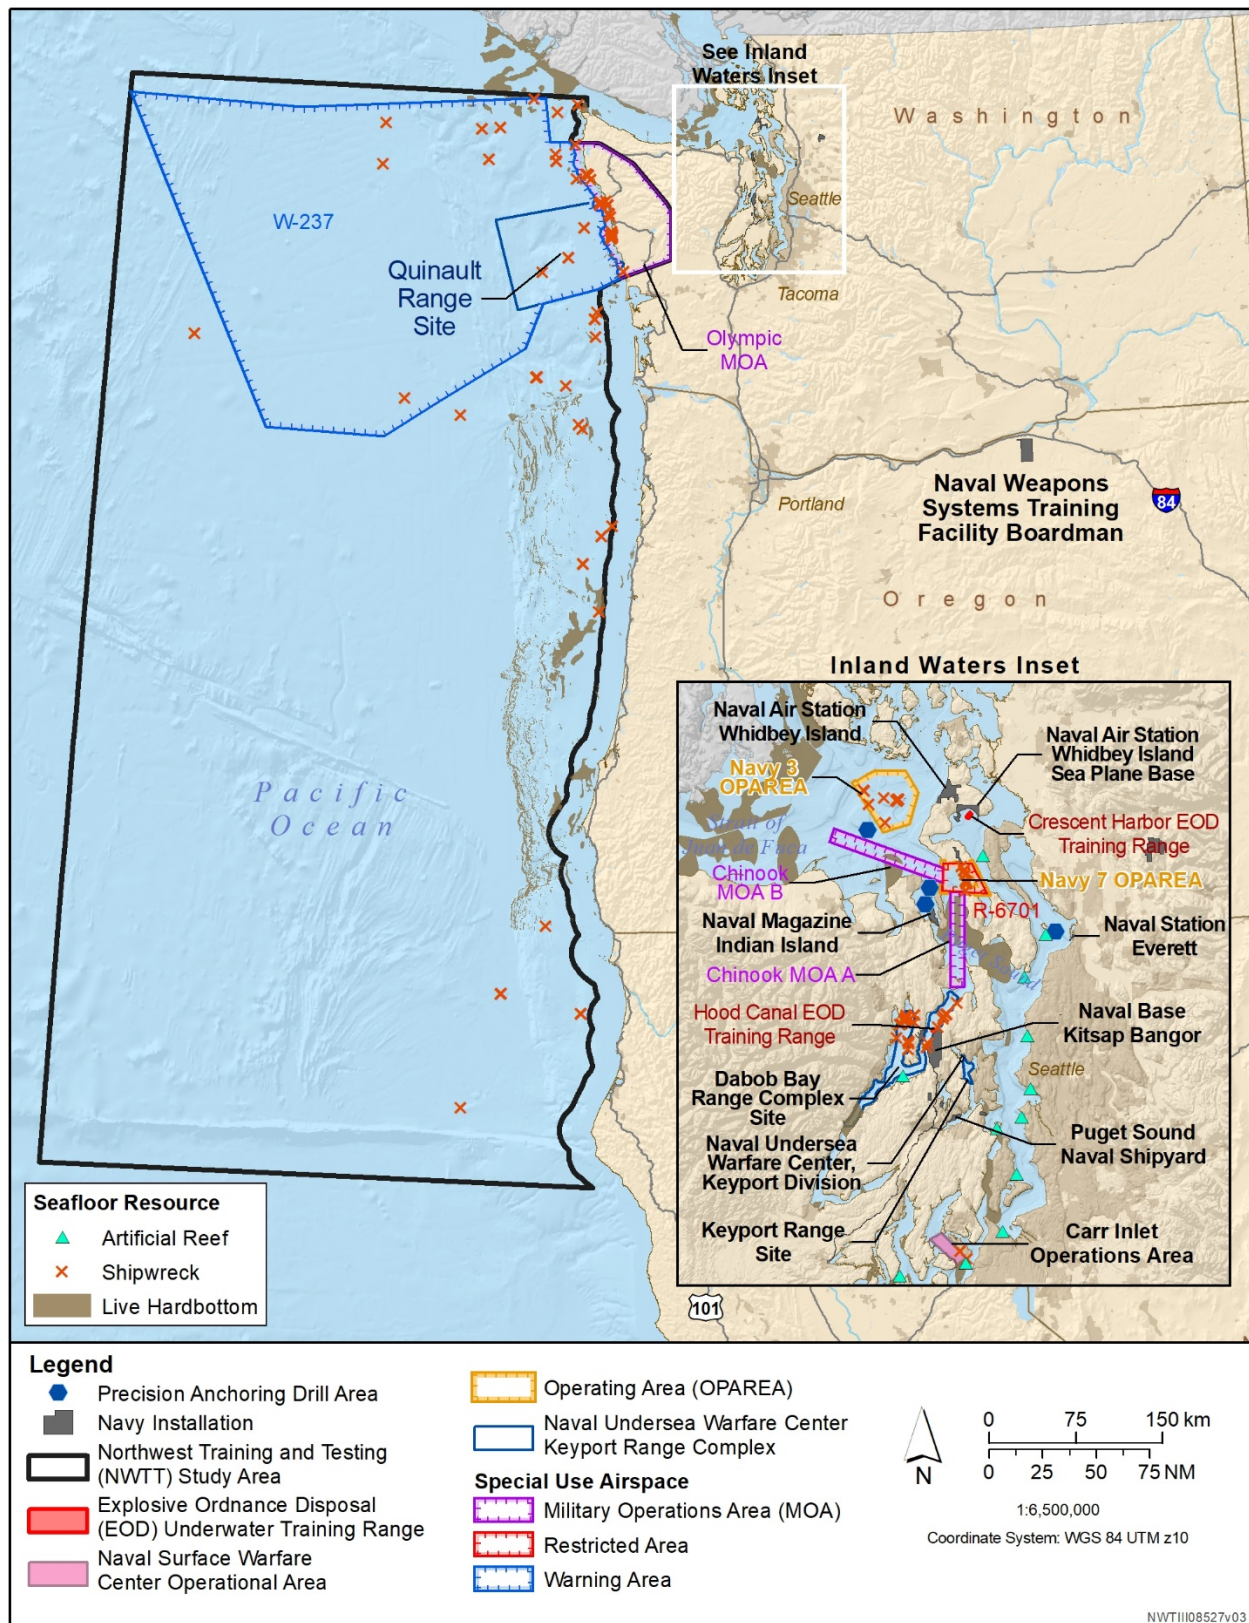 See Inland
Waters Inset
Washington
Seattle
W-237
Quinault
Range
Site
Tacoma
Olympic
MOA
Portland
Naval Weapons
Systems Training
Facility Boardman
84
Oregon
Pacific
Ocean
Inland Waters Inset
Naval Air Station
Whidbey Island
Naval Air Station
Whidbey Island
Sea Plane Base
Navy 3
OPAREA
Strait of
Juan de Fuca
Crescent Harbor EOD
Training Range
Chinook
MOA B
Navy 7 OPAREA
R-6701
Naval Magazine
Indian Island
Naval Station
Everett
Chinook MOA A
Hood Canal EOD
Training Range
Naval Base
Kitsap Bangor
Seattle
Dabob Bay
Range Complex
Site
Puget Sound
Naval Shipyard
Naval Undersea
Warfare Center,
Keyport Division
Keyport Range
Site
Carr Inlet
Operations Area
101
Seafloor Resource
Artificial Reef
Shipwreck
Live Hardbottom
Legend
Precision Anchoring Drill Area
Navy Installation
Northwest Training and Testing
(NWTT) Study Area
Explosive Ordnance Disposal
(EOD) Underwater Training Range
Naval Surface Warfare
Center Operational Area
Operating Area (OPAREA)
Naval Undersea Warfare Center
Keyport Range Complex
Special Use Airspace
Military Operations Area (MOA)
Restricted Area
Warning Area
N
0 75 150 km
0 25 50 75 NM
1:6,500,000
Coordinate System: WGS 84 UTM z10
NWTIII08527v03